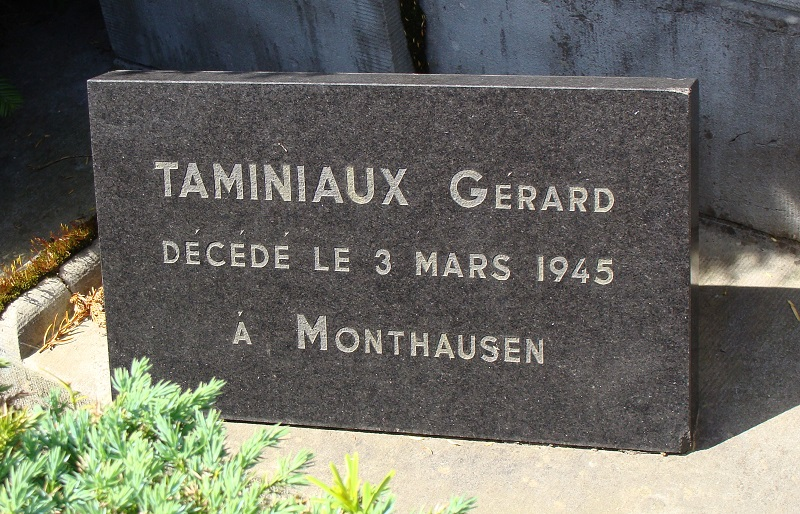 TAMINIAUX GERARD
DÉCÉDÉ LE 3 MARS 1945
Á MONTHAUSEN